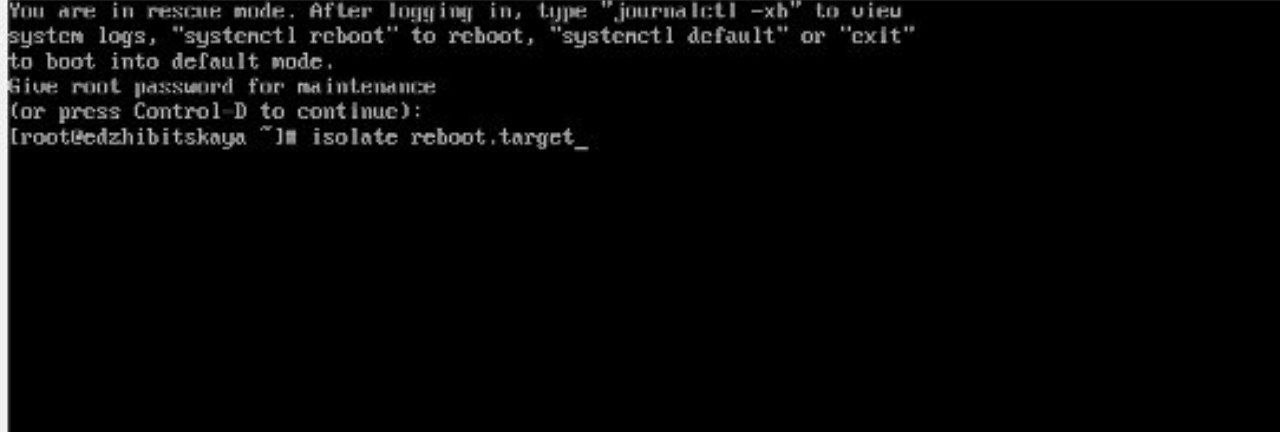 You are in rescue mode. After logging in, type "journalctl -xb" to view
system logs, "systemctl reboot" to reboot, "systemctl default" or "exit"
to boot into default mode.
Give root password for maintenance
(or press Control-D to continue):
[root@edzhibitskaya ~]# isolate reboot.target_